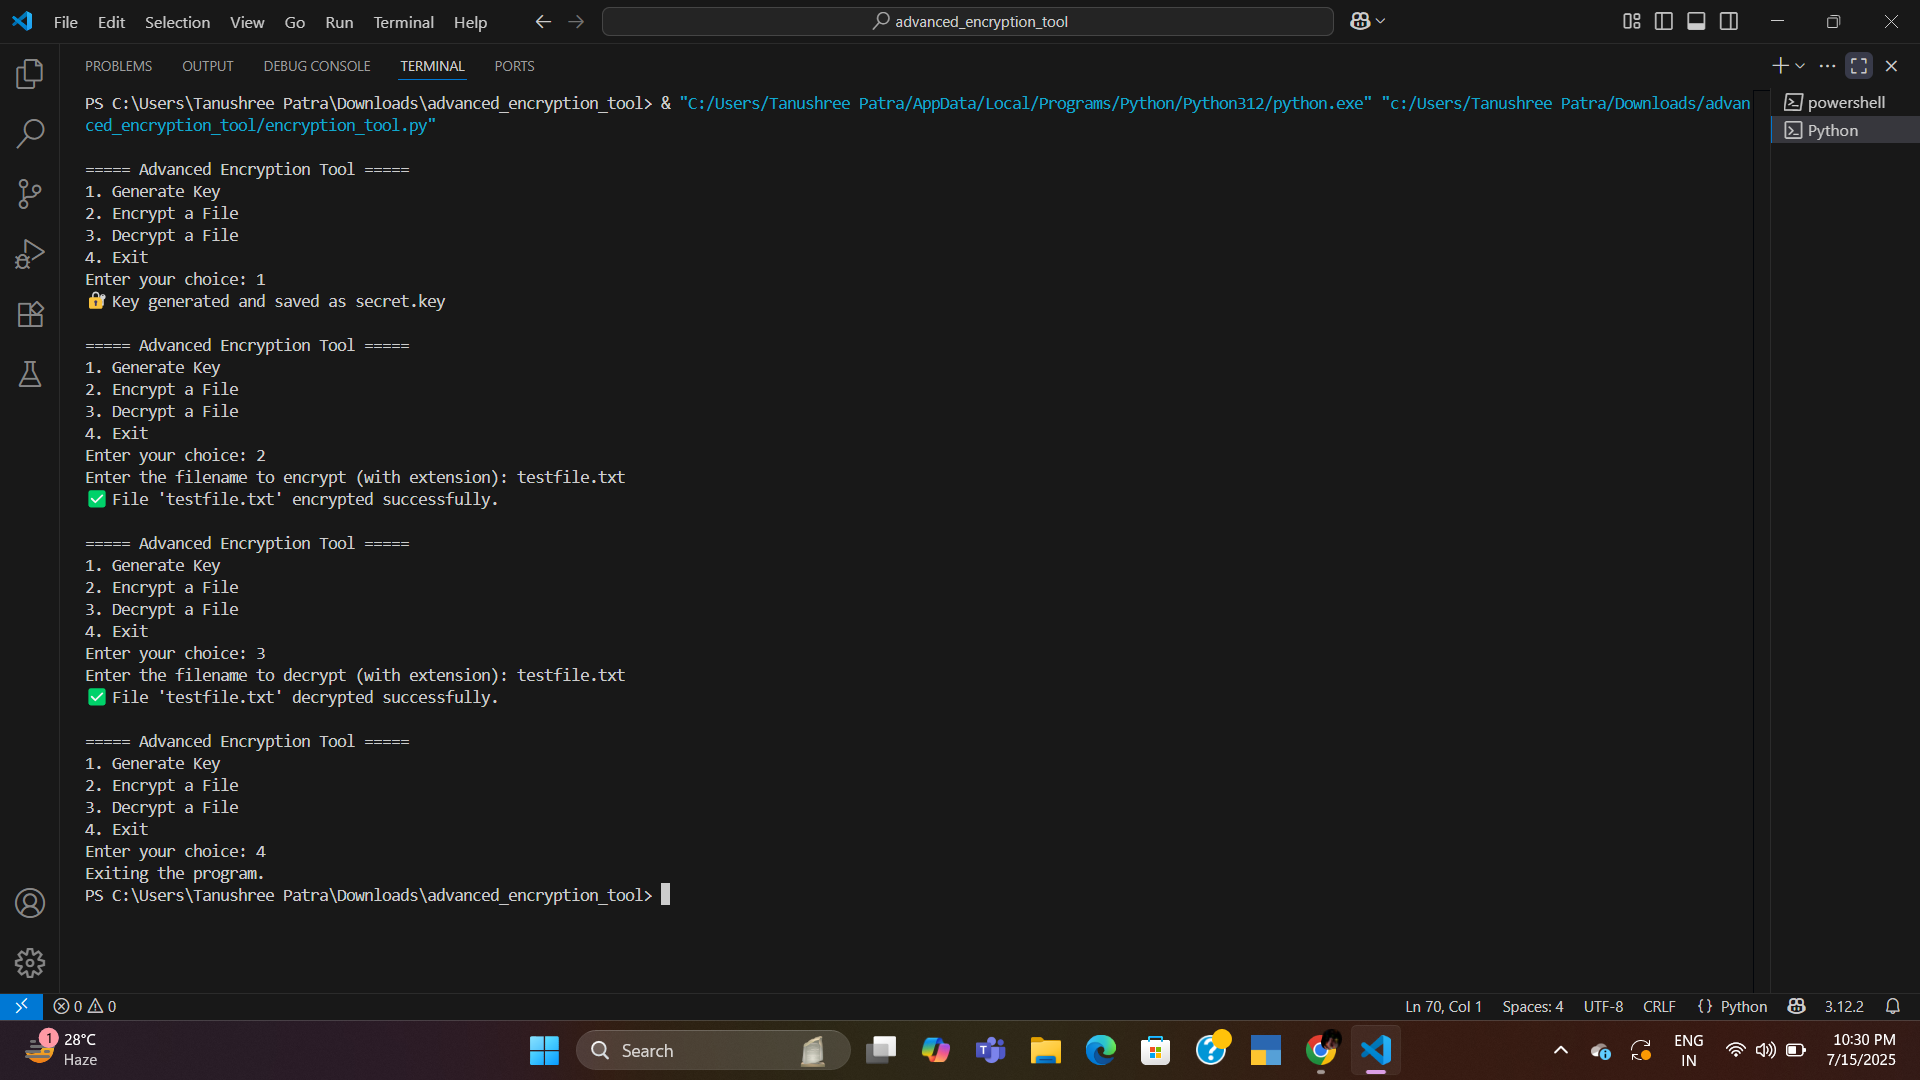 File Edit Selection View Go Run Terminal Help
advanced_encryption_tool
PROBLEMS OUTPUT DEBUG CONSOLE TERMINAL PORTS
PS C:\Users\Tanushree Patra\Downloads\advanced_encryption_tool> & "C:/Users/Tanushree Patra/AppData/Local/Programs/Python/Python312/python.exe" "c:/Users/Tanushree Patra/Downloads/advan
ced_encryption_tool/encryption_tool.py"
===== Advanced Encryption Tool =====
1. Generate Key
2. Encrypt a File
3. Decrypt a File
4. Exit
Enter your choice: 1
🔐 Key generated and saved as secret.key
===== Advanced Encryption Tool =====
1. Generate Key
2. Encrypt a File
3. Decrypt a File
4. Exit
Enter your choice: 2
Enter the filename to encrypt (with extension): testfile.txt
✅ File 'testfile.txt' encrypted successfully.
===== Advanced Encryption Tool =====
1. Generate Key
2. Encrypt a File
3. Decrypt a File
4. Exit
Enter your choice: 3
Enter the filename to decrypt (with extension): testfile.txt
✅ File 'testfile.txt' decrypted successfully.
===== Advanced Encryption Tool =====
1. Generate Key
2. Encrypt a File
3. Decrypt a File
4. Exit
Enter your choice: 4
Exiting the program.
PS C:\Users\Tanushree Patra\Downloads\advanced_encryption_tool>
powershell
Python
0 0
Ln 70, Col 1 Spaces: 4 UTF-8 CRLF {} Python 3.12.2
1
28°C
Haze
Search
ENG
IN
10:30 PM
7/15/2025